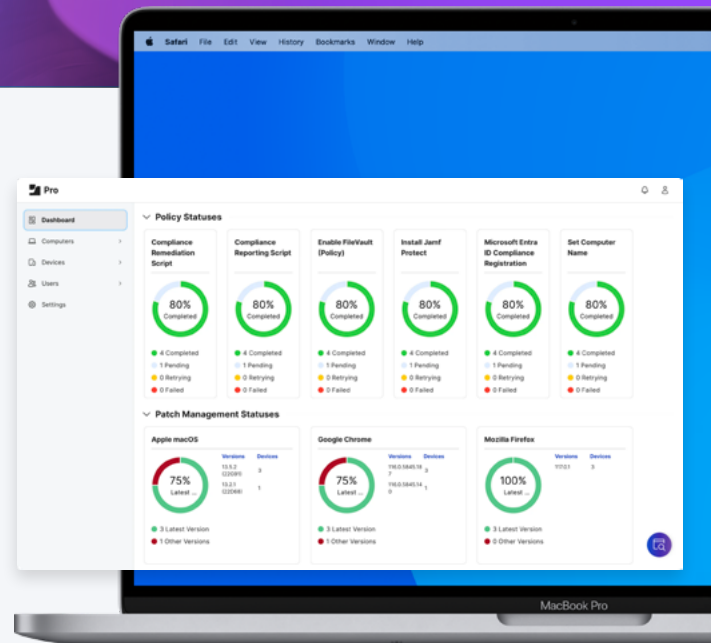 Safari File Edit View History Bookmarks Window Help
Pro
Dashboard
Computers
Devices
Users
Settings
Policy Statuses
Compliance
Remediation
Script
80%
Completed
4 Completed
1 Pending
0 Retrying
0 Failed
Compliance
Reporting Script
80%
Completed
4 Completed
1 Pending
0 Retrying
0 Failed
Enable FileVault
(Policy)
80%
Completed
4 Completed
1 Pending
0 Retrying
0 Failed
Install Jamf
Protect
80%
Completed
4 Completed
1 Pending
0 Retrying
0 Failed
Microsoft Entra
ID Compliance
Registration
80%
Completed
4 Completed
1 Pending
0 Retrying
0 Failed
Set Computer
Name
80%
Completed
4 Completed
1 Pending
0 Retrying
0 Failed
Patch Management Statuses
Apple macOS
75%
Latest ...
Versions Devices
3
1
3 Latest Version
1 Other Versions
Google Chrome
75%
Latest ...
Versions Devices
3
1
3 Latest Version
1 Other Versions
Mozilla Firefox
100%
Latest ...
Versions Devices
3
3 Latest Version
0 Other Versions
MacBook Pro